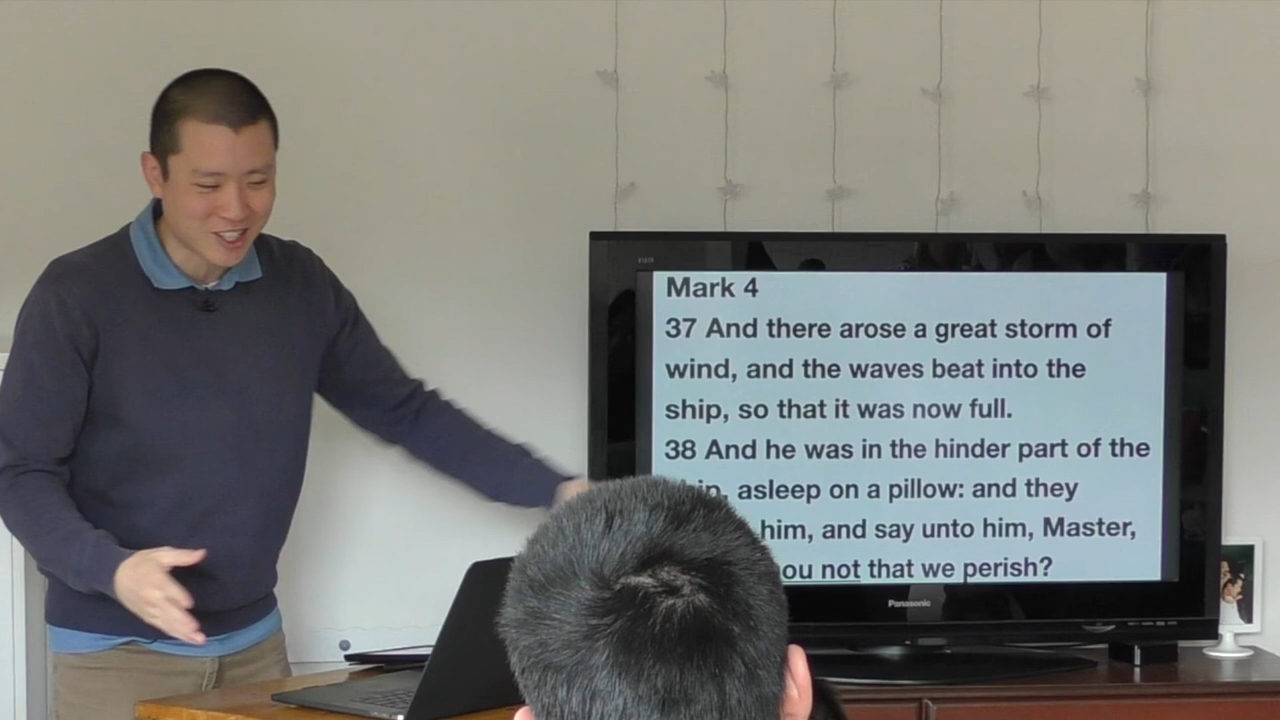 Mark 4
37 And there arose a great storm of
wind, and the waves beat into the
ship, so that it was now full.
38 And he was in the hinder part of the
asleep on a pillow: and they
him, and say unto him, Master,
not that we perish?
Panasonic